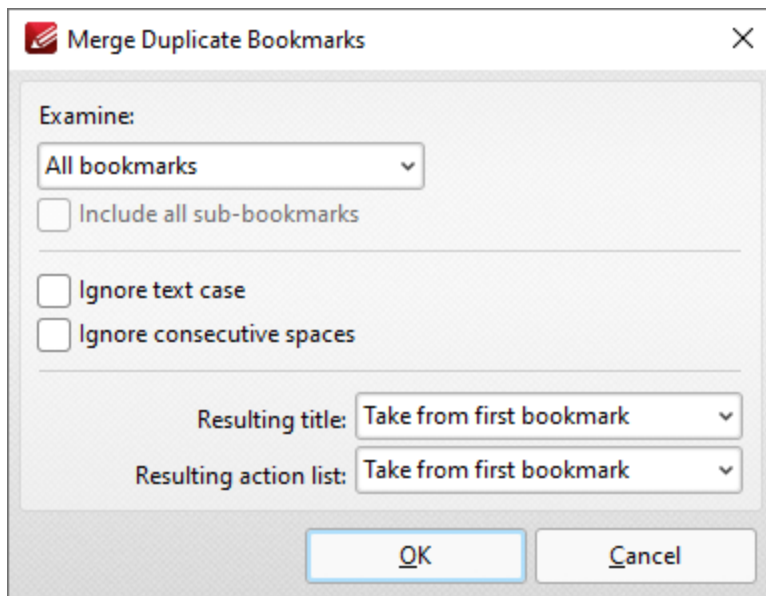 Merge Duplicate Bookmarks
Examine:
All bookmarks
Include all sub-bookmarks
Ignore text case
Ignore consecutive spaces
Resulting title: Take from first bookmark
Resulting action list: Take from first bookmark
OK Cancel